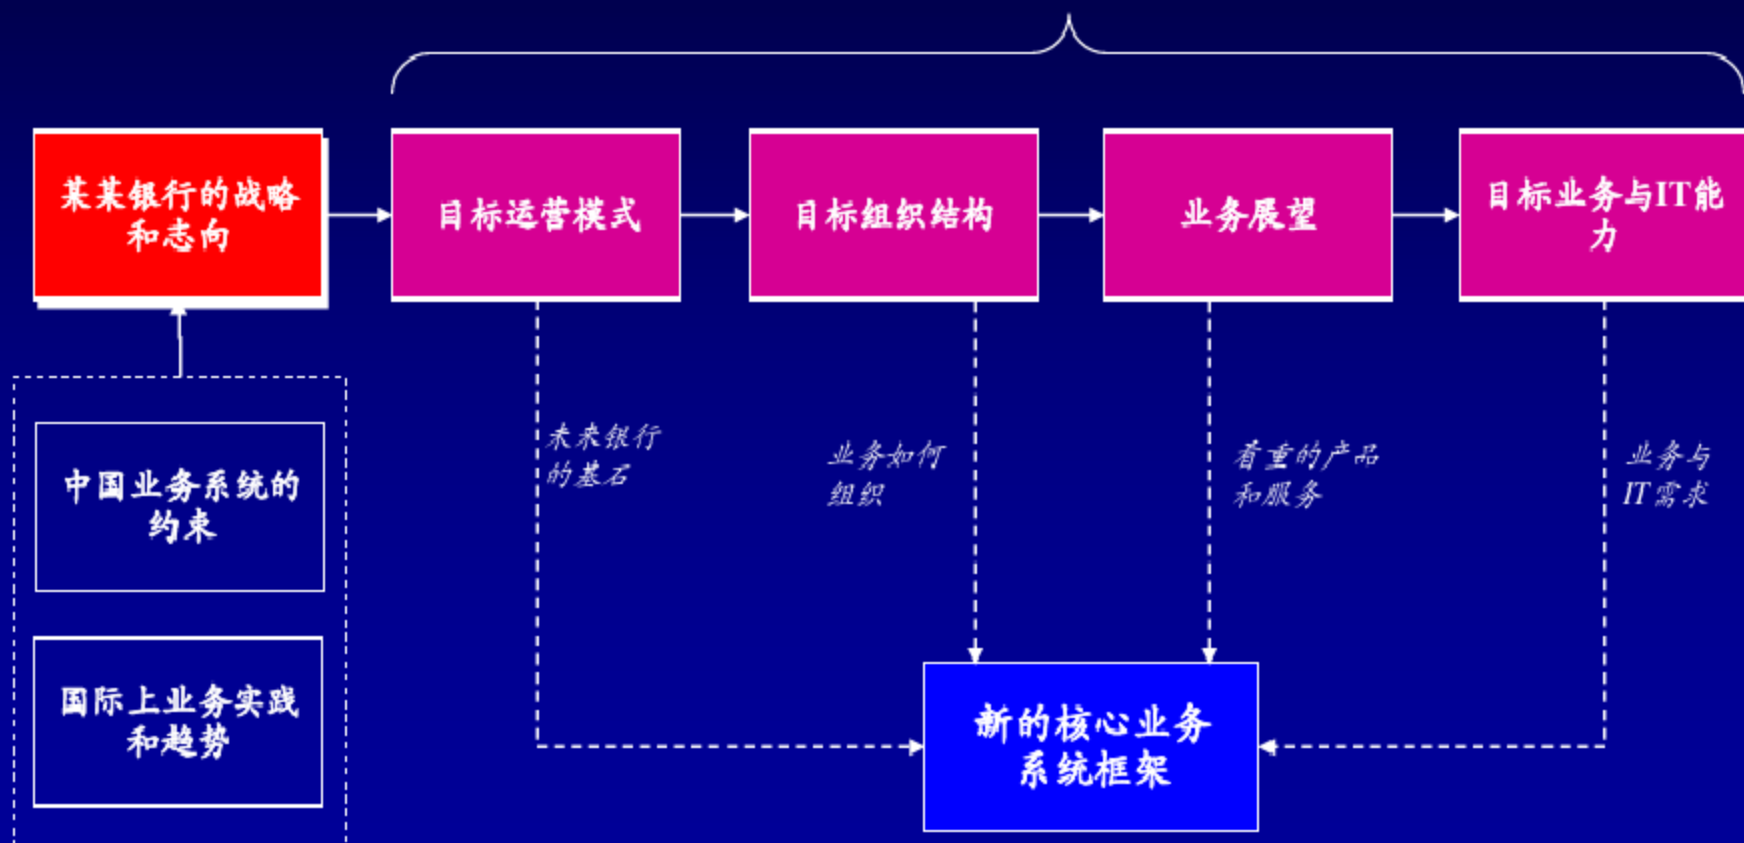 某某银行的战略
和志向
目标运营模式
目标组织结构
业务展望
目标业务与IT能
力
中国业务系统的
约束
国际上业务实践
和趋势
未来银行
的基石
业务如何
组织
看重的产品
和服务
业务与
IT需求
新的核心业务
系统框架